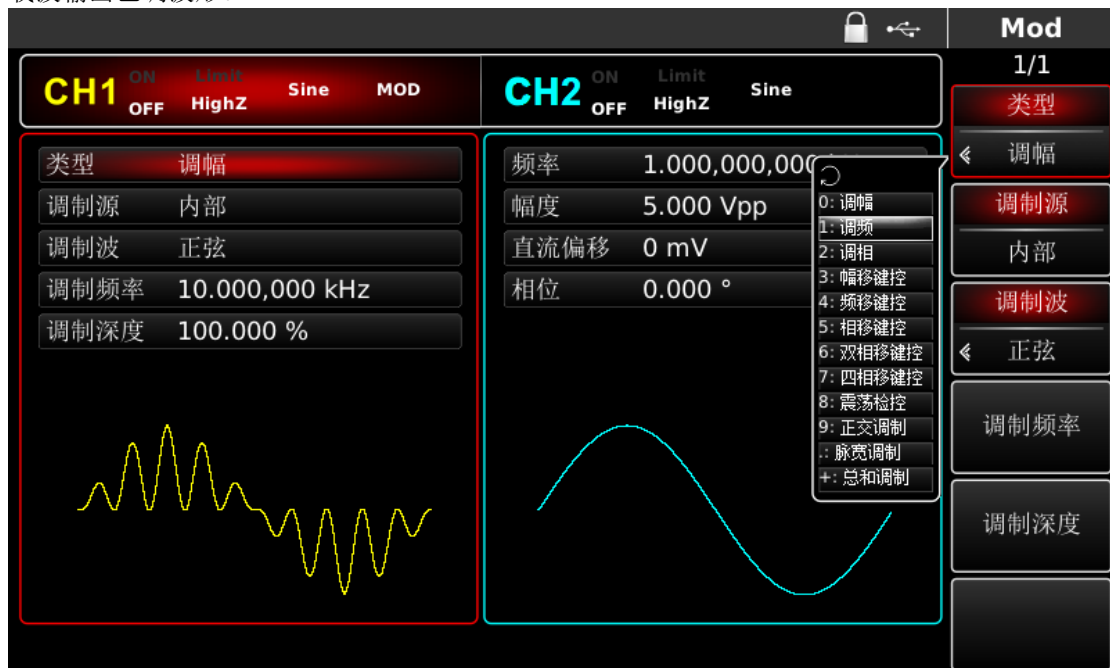 Mod
1/1
CH1 ON OFF Limit HighZ Sine MOD
CH2 ON OFF Limit HighZ Sine
类型 调幅
调制源 内部
调制波 正弦
调制频率 10.000,000 kHz
调制深度 100.000 %
频率 1.000,000,000
幅度 5.000 Vpp
直流偏移 0 mV
相位 0.000 °
0: 调幅
1: 调频
2: 调相
3: 幅移键控
4: 频移键控
5: 相移键控
6: 双相移键控
7: 四相移键控
8: 震荡检控
9: 正交调制
.: 脉宽调制
+: 总和调制
类型
调幅
调制源
内部
调制波
正弦
调制频率
调制深度